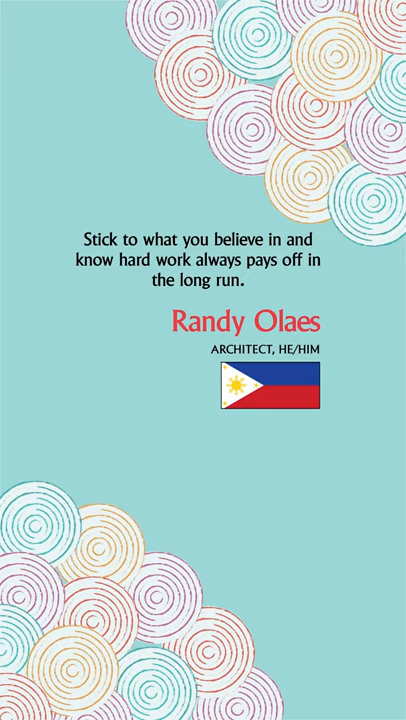 Stick to what you believe in and
know hard work always pays off in
the long run.
Randy Olaes
ARCHITECT, HE/HIM